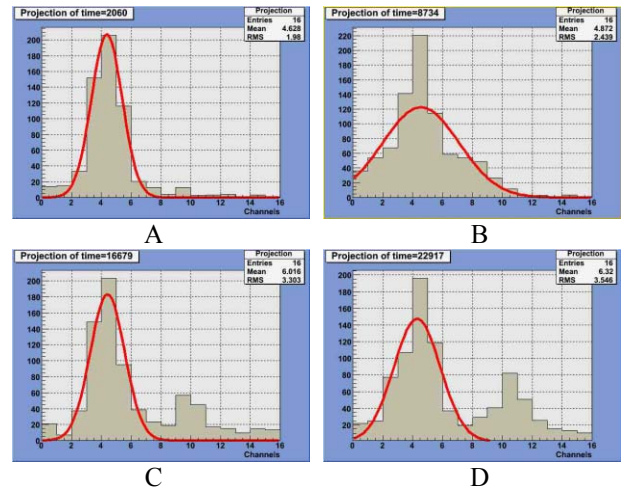 Projection of time=2060
Projection
Entries 16
Mean 4.628
RMS 1.98
200
180
160
140
120
100
80
60
40
20
0
0 2 4 6 8 10 12 14 16
Channels
A
Projection of time=8734
Projection
Entries 16
Mean 4.872
RMS 2.439
220
200
180
160
140
120
100
80
60
40
20
0
0 2 4 6 8 10 12 14 16
Channels
B
Projection of time=16679
Projection
Entries 16
Mean 6.016
RMS 3.303
200
180
160
140
120
100
80
60
40
20
0
0 2 4 6 8 10 12 14 16
Channels
C
Projection of time=22917
Projection
Entries 16
Mean 6.32
RMS 3.546
200
180
160
140
120
100
80
60
40
20
0
0 2 4 6 8 10 12 14 16
Channels
D